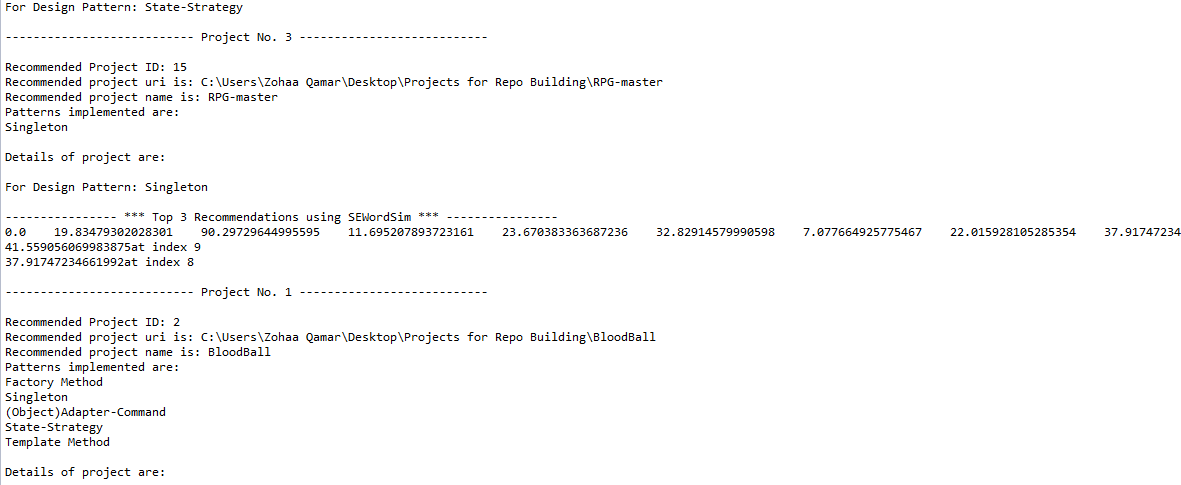 For Design Pattern: State-Strategy
--------------------------- Project No. 3 ---------------------------
Recommended Project ID: 15
Recommended project uri is: C:\Users\Zohaa Qamar\Desktop\Projects for Repo Building\RPG-master
Recommended project name is: RPG-master
Patterns implemented are:
Singleton
Details of project are:
For Design Pattern: Singleton
---------------- *** Top 3 Recommendations using SEWordSim *** ----------------
0.0 19.83479302028301 90.29729644995595 11.695207893723161 23.670383363687236 32.82914579990598 7.077664925775467 22.015928105285354 37.91747234
41.559056069983875at index 9
37.91747234661992at index 8
--------------------------- Project No. 1 ---------------------------
Recommended Project ID: 2
Recommended project uri is: C:\Users\Zohaa Qamar\Desktop\Projects for Repo Building\BloodBall
Recommended project name is: BloodBall
Patterns implemented are:
Factory Method
Singleton
(Object)Adapter-Command
State-Strategy
Template Method
Details of project are: